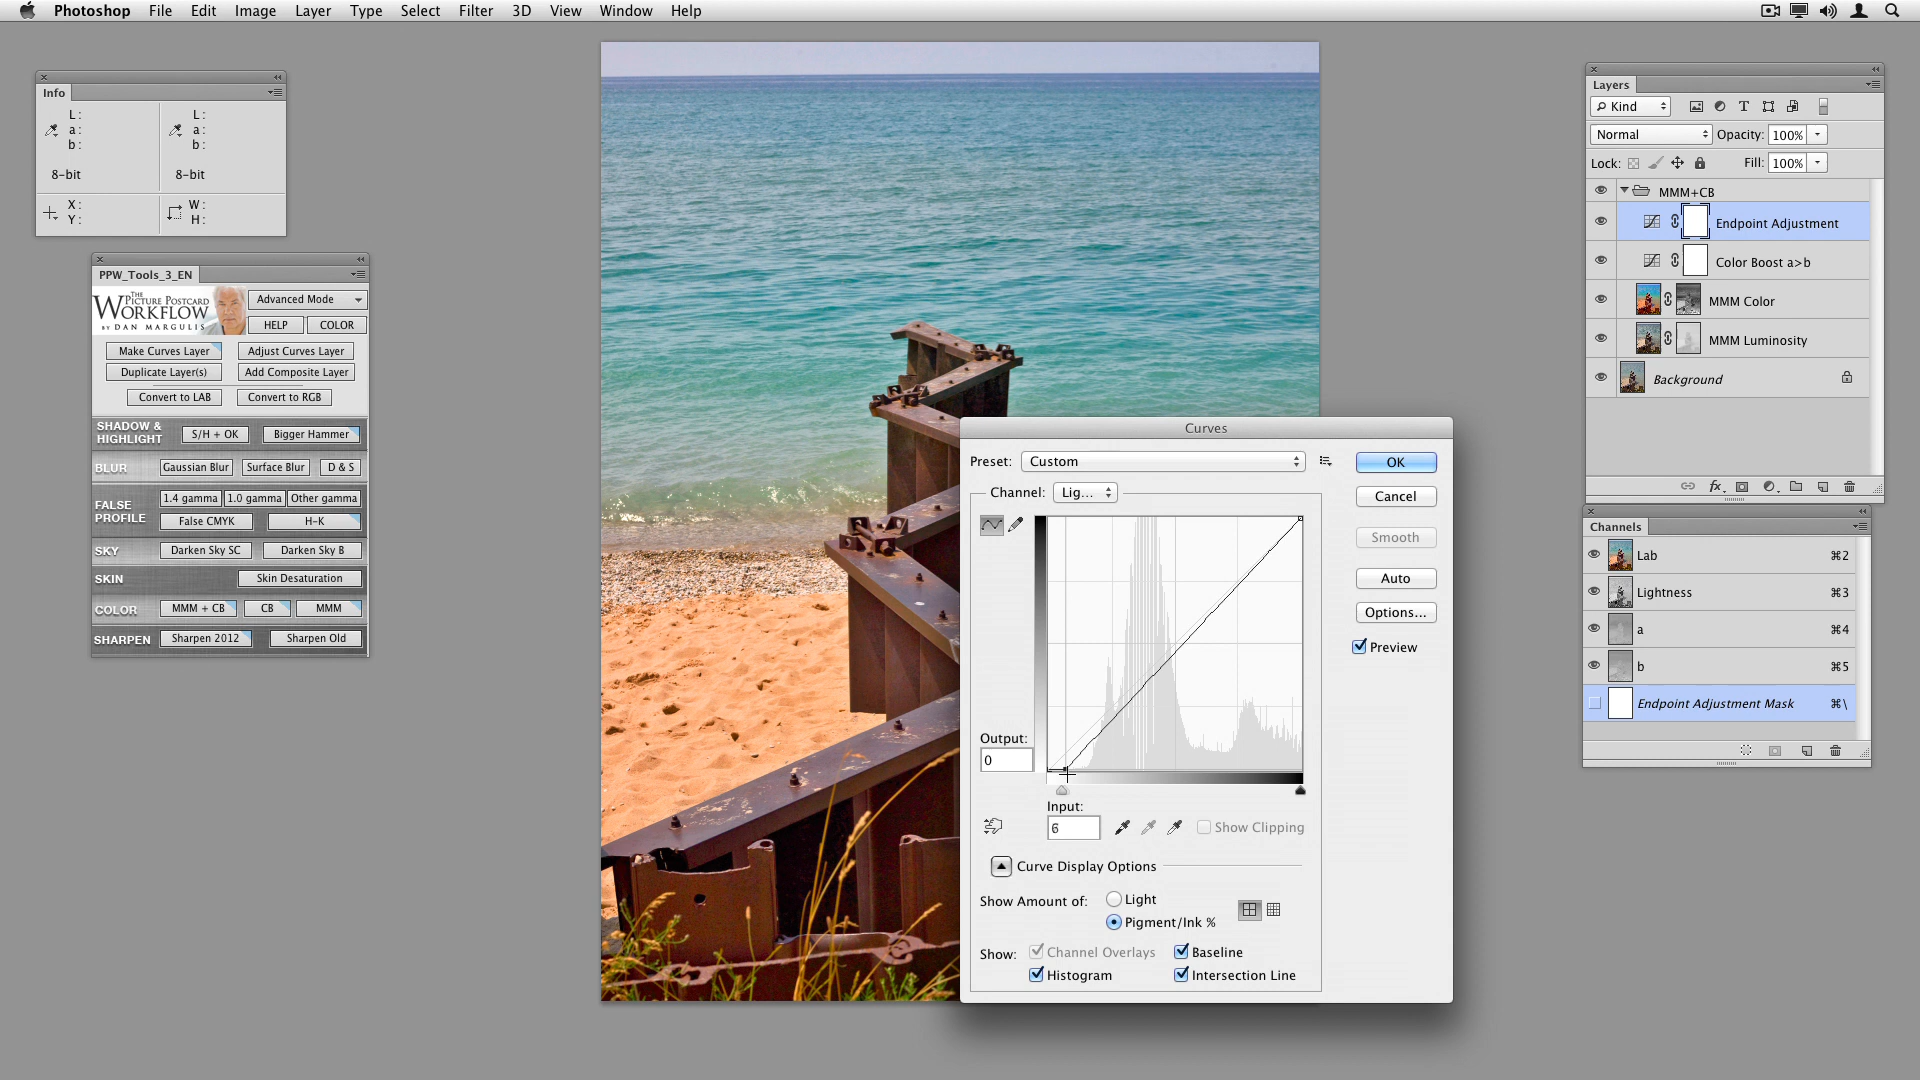 Photoshop File Edit Image Layer Type Select Filter 3D View Window Help
Info
L: L:
a: a:
b: b:
8-bit 8-bit
X: W:
Y: H:
PPW_Tools_3_EN
THE PICTURE POSTCARD
WORKFLOW
BY DAN MARGULIS
Advanced Mode
HELP COLOR
Make Curves Layer Adjust Curves Layer
Duplicate Layer(s) Add Composite Layer
Convert to LAB Convert to RGB
SHADOW &
HIGHLIGHT S/H + OK Bigger Hammer
BLUR Gaussian Blur Surface Blur D & S
FALSE
PROFILE 1.4 gamma 1.0 gamma Other gamma
False CMYK H-K
SKY Darken Sky SC Darken Sky B
SKIN Skin Desaturation
COLOR MMM + CB CB MMM
SHARPEN Sharpen 2012 Sharpen Old
Curves
Preset: Custom
OK
Channel: Lig...
Cancel
Smooth
Auto
Options...
Preview
Output:
0
Input:
6
Show Clipping
Curve Display Options
Show Amount of: Light
Pigment/Ink %
Show: Channel Overlays Baseline
Histogram Intersection Line
Layers
Kind
Normal Opacity: 100%
Lock: Fill: 100%
MMM+CB
Endpoint Adjustment
Color Boost a>b
MMM Color
MMM Luminosity
Background
fx
Channels
Lab ⌘2
Lightness ⌘3
a ⌘4
b ⌘5
Endpoint Adjustment Mask ⌘\